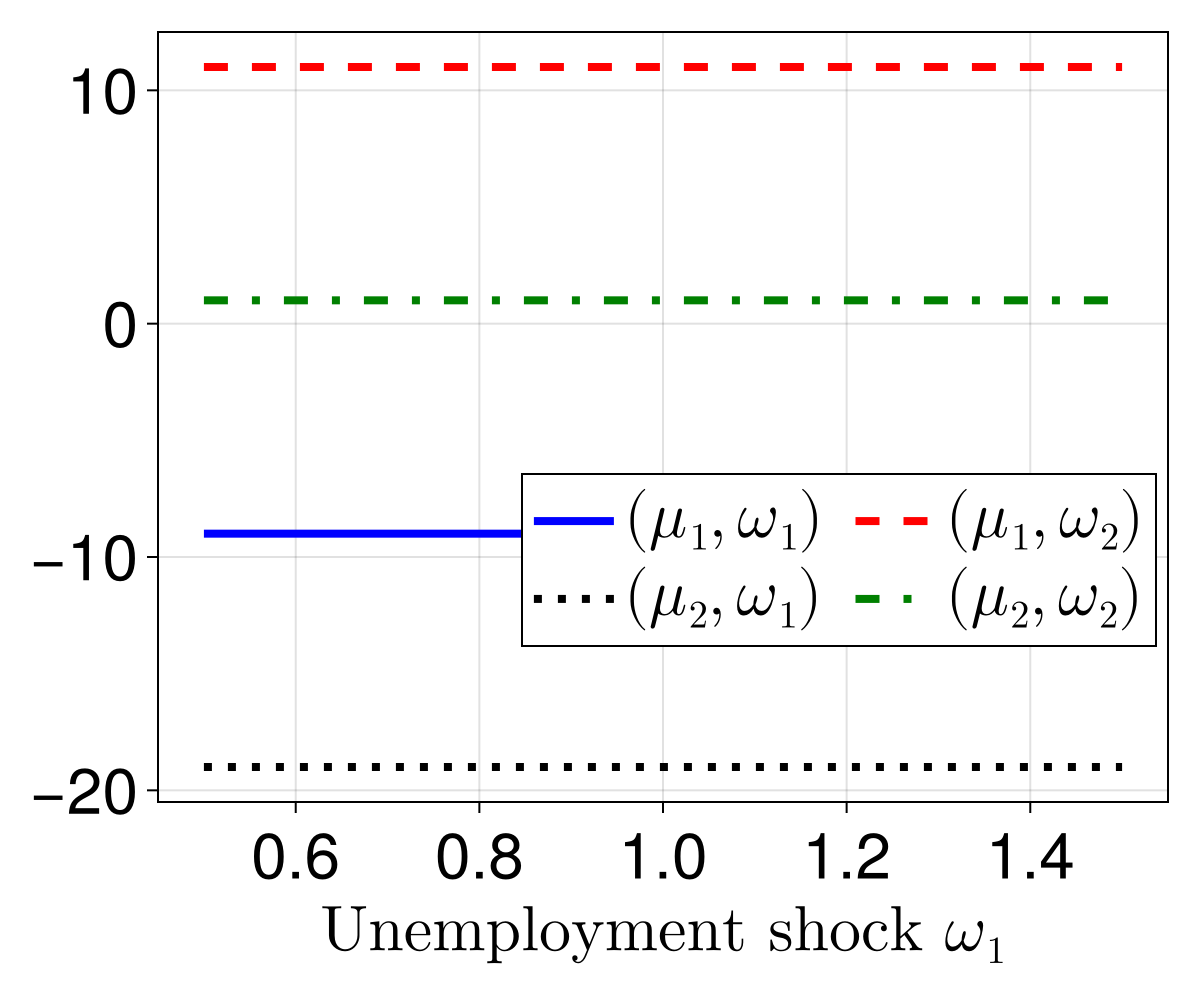 10
0
−10
−20
(μ₁, ω₁) (μ₁, ω₂)
(μ₂, ω₁) (μ₂, ω₂)
0.6 0.8 1.0 1.2 1.4
Unemployment shock ω₁